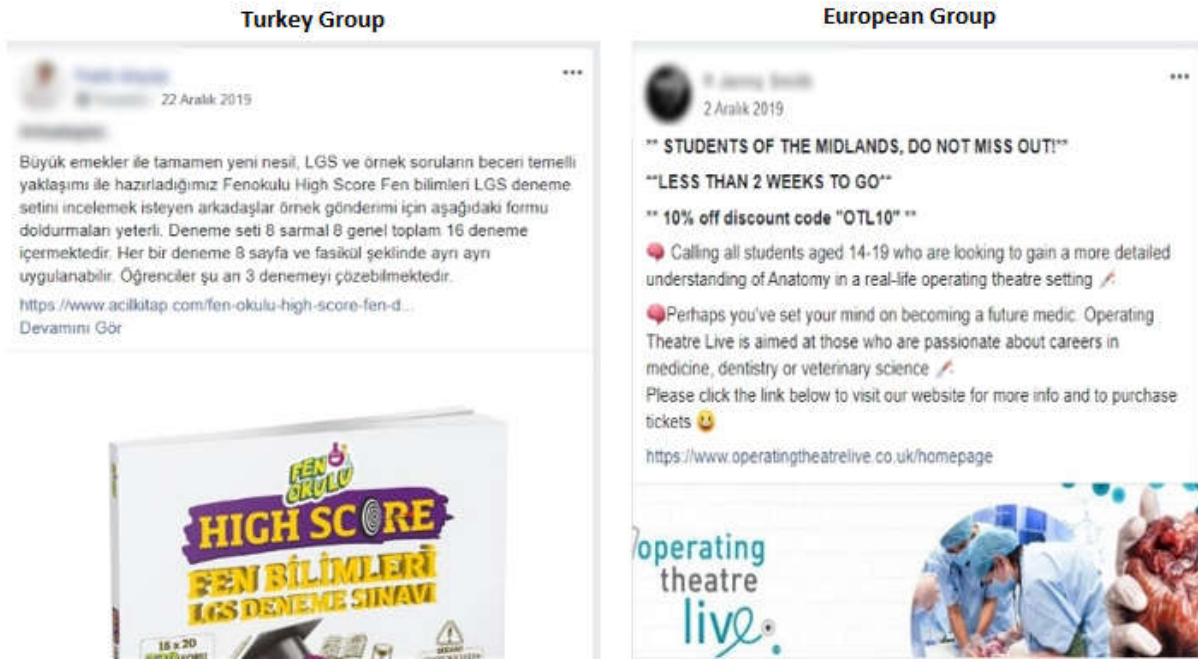 Turkey Group
22 Aralık 2019
Büyük emekler ile tamamen yeni nesil, LGS ve örnek soruların beceri temelli
yaklaşımı ile hazırladığımız Fenokulu High Score Fen bilimleri LGS deneme
setini incelemek isteyen arkadaşlar örnek gönderimi için aşağıdaki formu
doldurmaları yeterli. Deneme seti 8 sarmal 8 genel toplam 16 deneme
içermektedir. Her bir deneme 8 sayfa ve fasikül şeklinde ayrı ayrı
uygulanabilir. Öğrenciler şu an 3 denemeyi çözebilmektedir.
https://www.acilkitap.com/fen-okulu-high-score-fen-d...
Devamını Gör
FEN
OKULU
HIGH SCORE
FEN BİLİMLERİ
LGS DENEME SINAVI
18 x 20
European Group
2 Aralık 2019
** STUDENTS OF THE MIDLANDS, DO NOT MISS OUT!**
**LESS THAN 2 WEEKS TO GO**
** 10% off discount code "OTL10" **
Calling all students aged 14-19 who are looking to gain a more detailed
understanding of Anatomy in a real-life operating theatre setting
Perhaps you've set your mind on becoming a future medic. Operating
Theatre Live is aimed at those who are passionate about careers in
medicine, dentistry or veterinary science
Please click the link below to visit our website for more info and to purchase
tickets
https://www.operatingtheatrelive.co.uk/homepage
operating
theatre
live